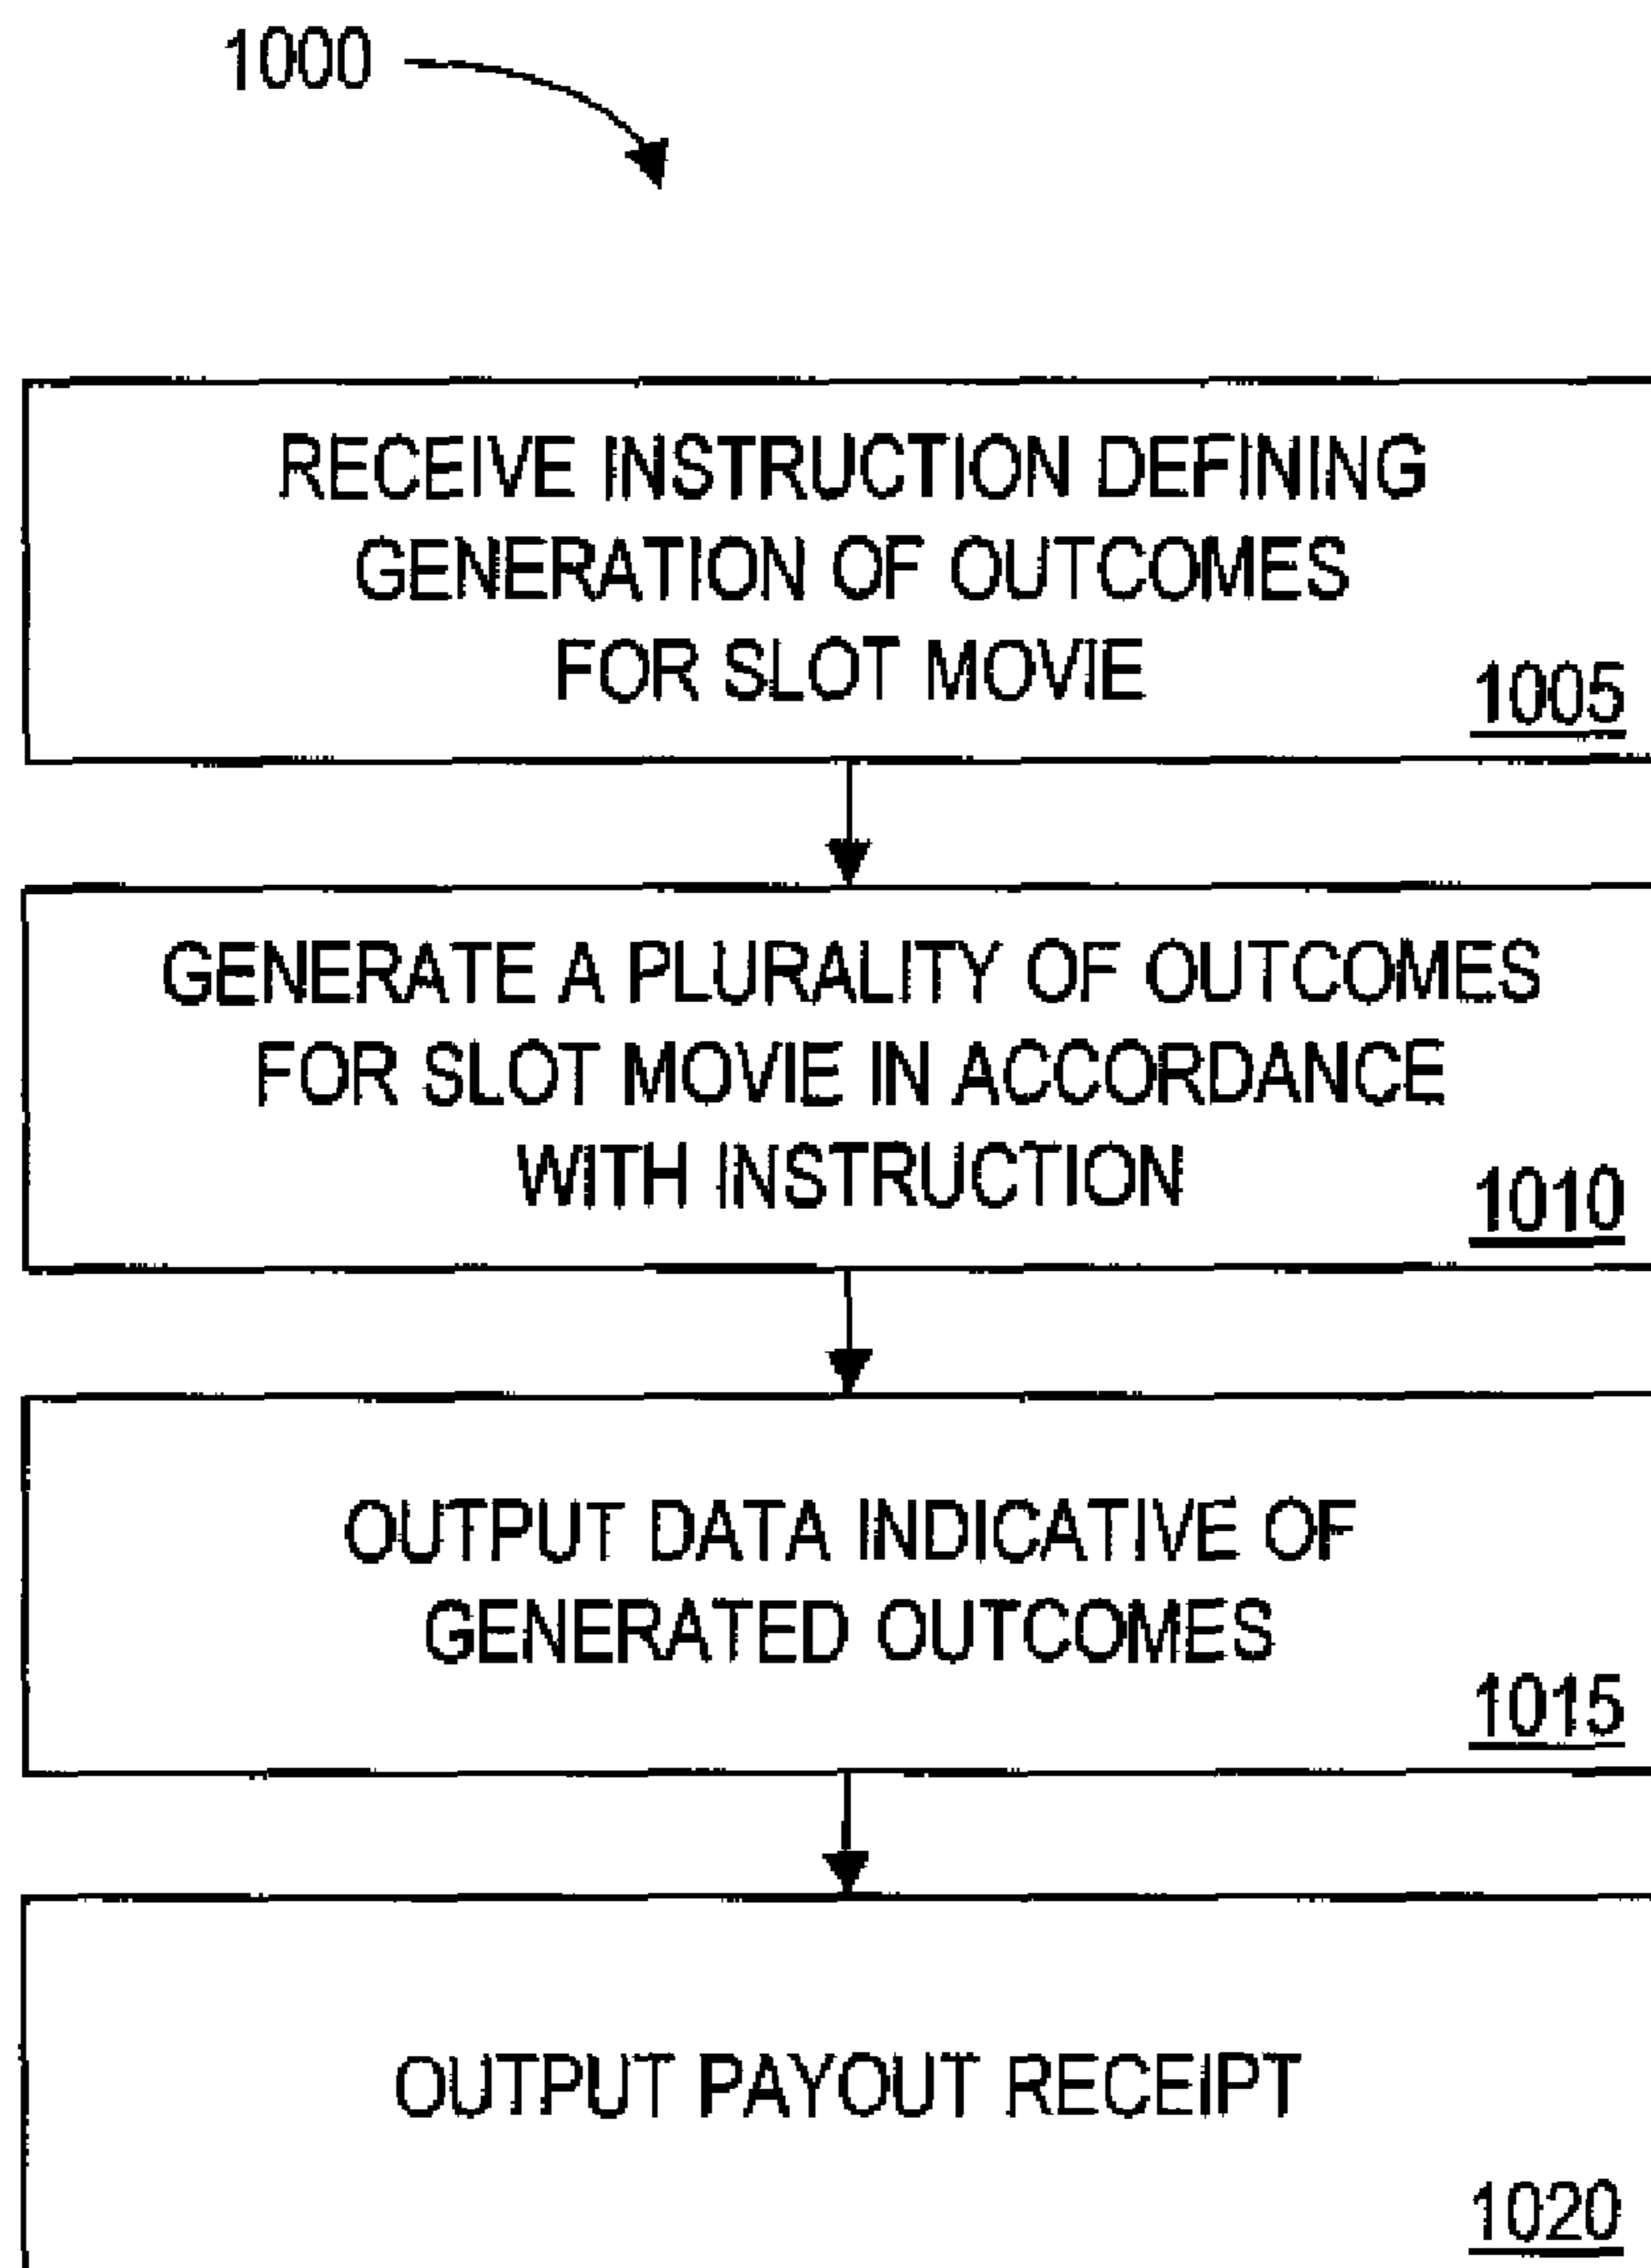 1000
RECEIVE INSTRUCTION DEFINING
GENERATION OF OUTCOMES
FOR SLOT MOVIE
1005
GENERATE A PLURALITY OF OUTCOMES
FOR SLOT MOVIE IN ACCORDANCE
WITH INSTRUCTION
1010
OUTPUT DATA INDICATIVE OF
GENERATED OUTCOMES
1015
OUTPUT PAYOUT RECEIPT
1020